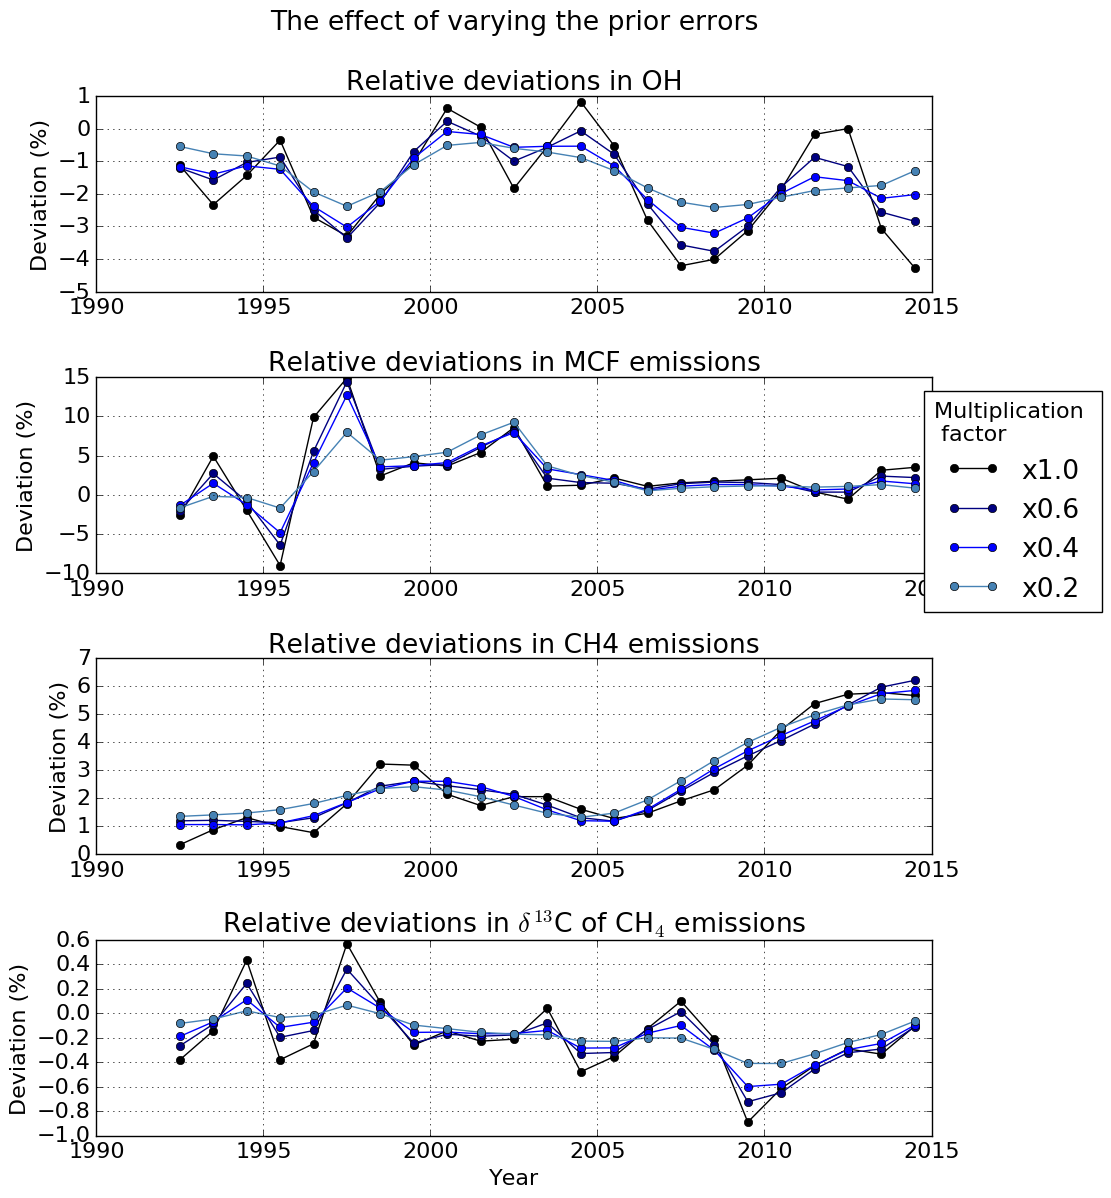 The effect of varying the prior errors
Relative deviations in OH
Deviation (%)
1
0
−1
−2
−3
−4
−5
1990 1995 2000 2005 2010 2015
Relative deviations in MCF emissions
Deviation (%)
15
10
5
0
−5
−10
1990 1995 2000 2005 2010 20
Multiplication
factor
x1.0
x0.6
x0.4
x0.2
Relative deviations in CH4 emissions
Deviation (%)
7
6
5
4
3
2
1
0
1990 1995 2000 2005 2010 2015
Relative deviations in δ¹³C of CH₄ emissions
Deviation (%)
0.6
0.4
0.2
0.0
−0.2
−0.4
−0.6
−0.8
−1.0
1990 1995 2000 2005 2010 2015
Year